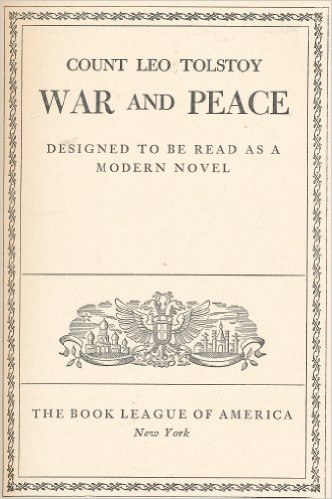 COUNT LEO TOLSTOY
WAR AND PEACE
DESIGNED TO BE READ AS A
MODERN NOVEL
THE BOOK LEAGUE OF AMERICA
New York